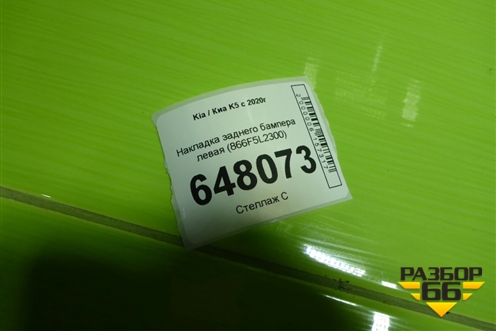 Kia / Киа K5 с 2020г
Накладка заднего бампера
левая (866F5L2300)
648073
Стеллаж С
РАЗБОР
66